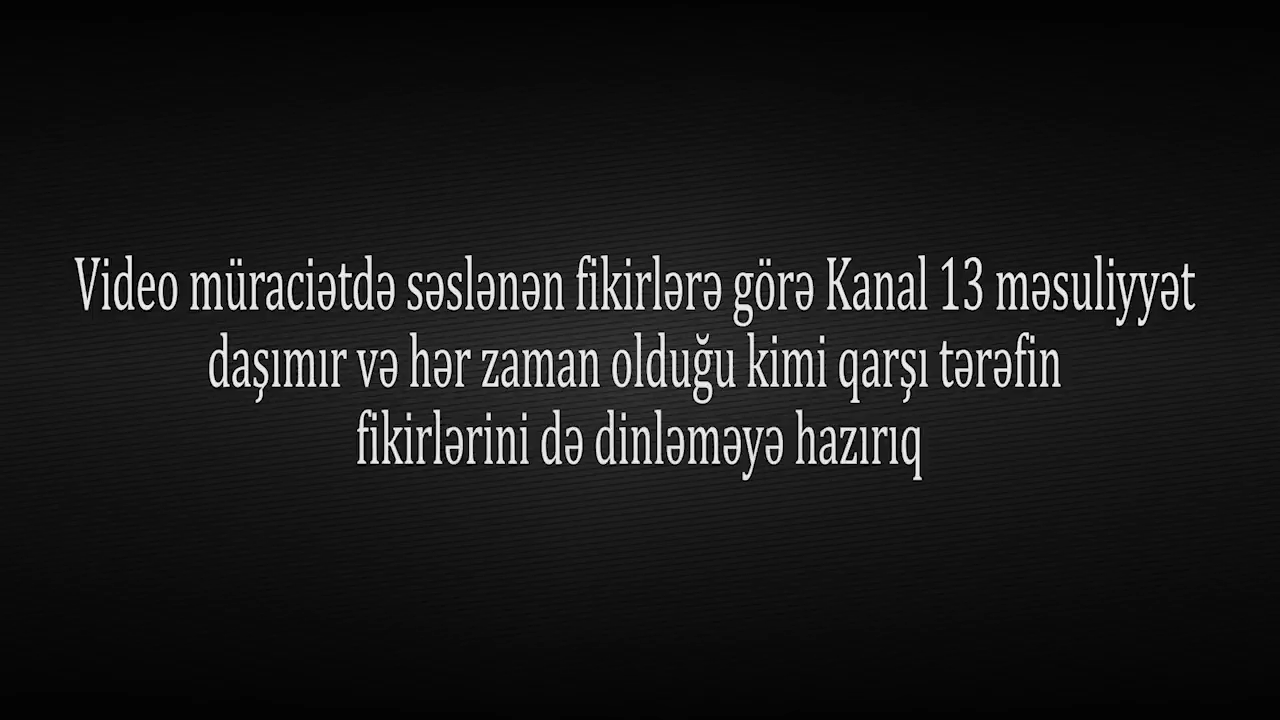 Video müraciətdə səslənən fikirlərə görə Kanal 13 məsuliyyət
daşımır və hər zaman olduğu kimi qarşı tərəfin
fikirlərini də dinləməyə hazırıq